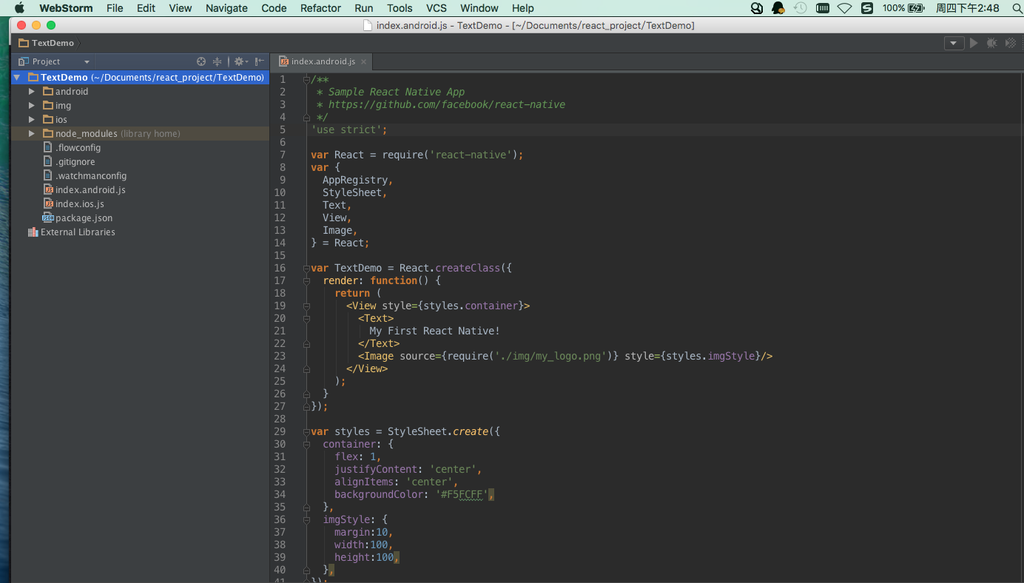 WebStorm File Edit View Navigate Code Refactor Run Tools VCS Window Help 100% 周四下午2:48
index.android.js - TextDemo - [~/Documents/react_project/TextDemo]
TextDemo
Project
index.android.js
TextDemo (~/Documents/react_project/TextDemo)
android
img
ios
node_modules (library home)
.flowconfig
.gitignore
.watchmanconfig
index.android.js
index.ios.js
package.json
External Libraries
1 /**
2 * Sample React Native App
3 * https://github.com/facebook/react-native
4 */
5 'use strict';
6
7 var React = require('react-native');
8 var {
9 AppRegistry,
10 StyleSheet,
11 Text,
12 View,
13 Image,
14 } = React;
15
16 var TextDemo = React.createClass({
17 render: function() {
18 return (
19 <View style={styles.container}>
20 <Text>
21 My First React Native!
22 </Text>
23 <Image source={require('./img/my_logo.png')} style={styles.imgStyle}/>
24 </View>
25 );
26 }
27 });
28
29 var styles = StyleSheet.create({
30 container: {
31 flex: 1,
32 justifyContent: 'center',
33 alignItems: 'center',
34 backgroundColor: '#F5FCFF',
35 },
36 imgStyle: {
37 margin:10,
38 width:100,
39 height:100,
40 },
41 });